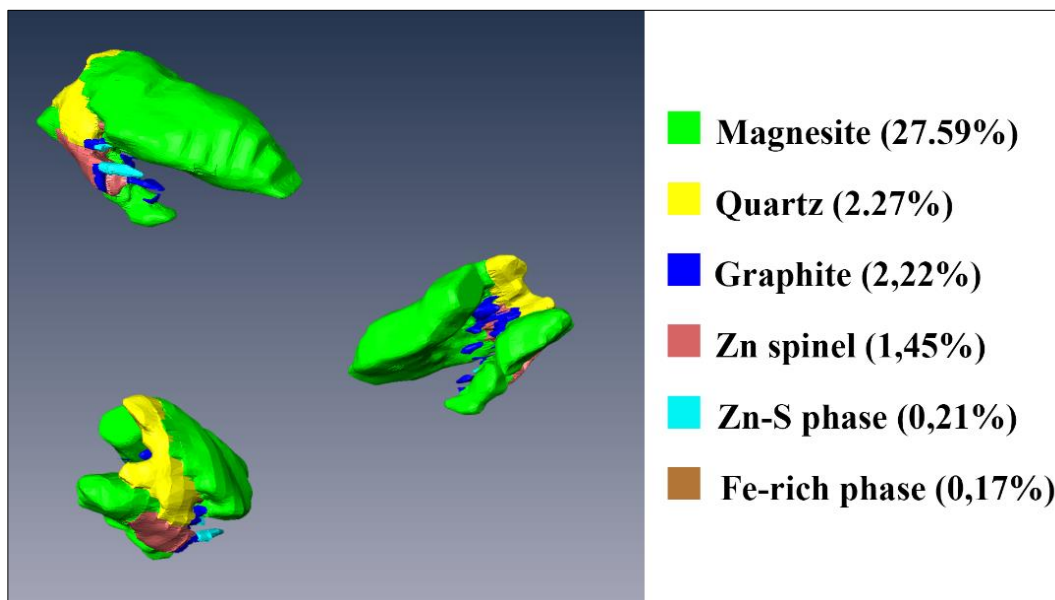 Magnesite (27.59%)
Quartz (2.27%)
Graphite (2,22%)
Zn spinel (1,45%)
Zn-S phase (0,21%)
Fe-rich phase (0,17%)